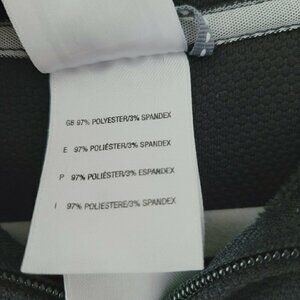 GB 97% POLYESTER/3% SPANDEX
E 97% POLIÉSTER/3% SPANDEX
P 97% POLIÉSTER/3% ESPANDEX
I 97% POLIESTERE/3% SPANDEX